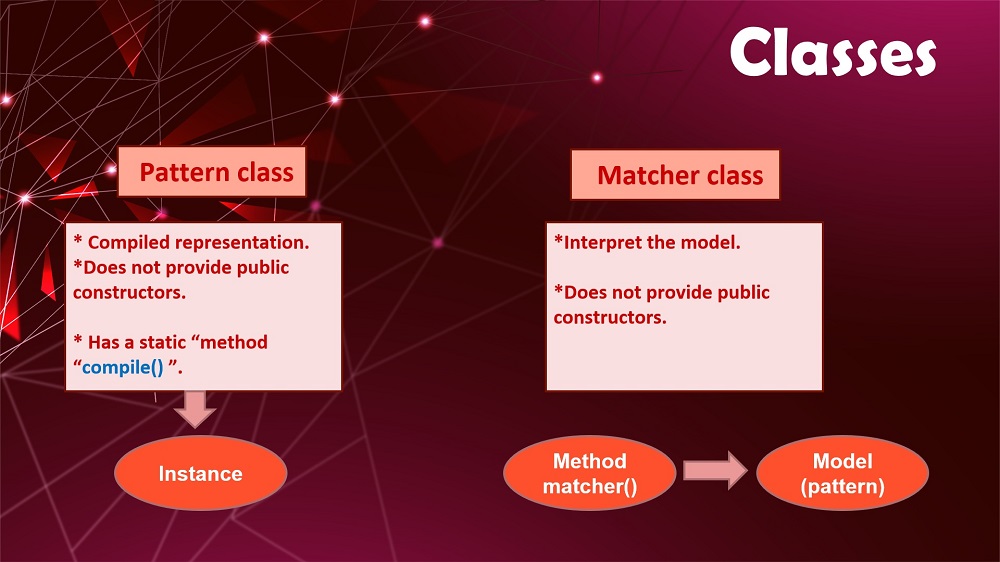 Classes
Pattern class
* Compiled representation.
*Does not provide public
constructors.
* Has a static “method
“compile() ”.
Instance
Matcher class
*Interpret the model.
*Does not provide public
constructors.
Method
matcher()
Model
(pattern)